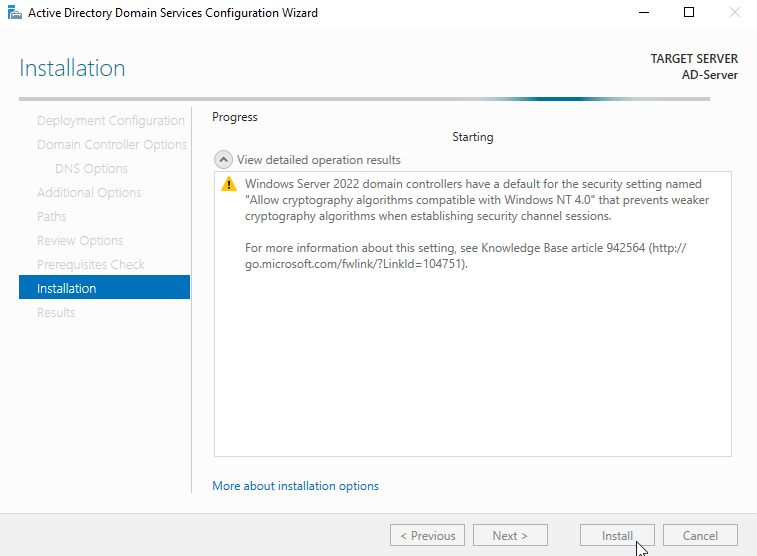 Active Directory Domain Services Configuration Wizard
Installation
TARGET SERVER
AD-Server
Deployment Configuration
Domain Controller Options
DNS Options
Additional Options
Paths
Review Options
Prerequisites Check
Installation
Results
Progress
Starting
View detailed operation results
Windows Server 2022 domain controllers have a default for the security setting named
"Allow cryptography algorithms compatible with Windows NT 4.0" that prevents weaker
cryptography algorithms when establishing security channel sessions.
For more information about this setting, see Knowledge Base article 942564 (http://
go.microsoft.com/fwlink/?LinkId=104751).
More about installation options
< Previous
Next >
Install
Cancel